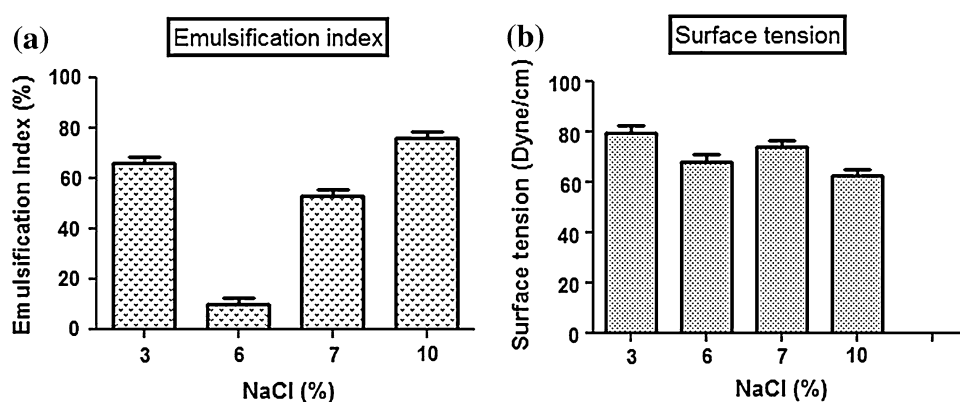 (a)
Emulsification index
Emulsification Index (%)
100
80
60
40
20
0
3 6 7 10
NaCl (%)
(b)
Surface tension
Surface tension (Dyne/cm)
100
80
60
40
20
0
3 6 7 10
NaCl (%)